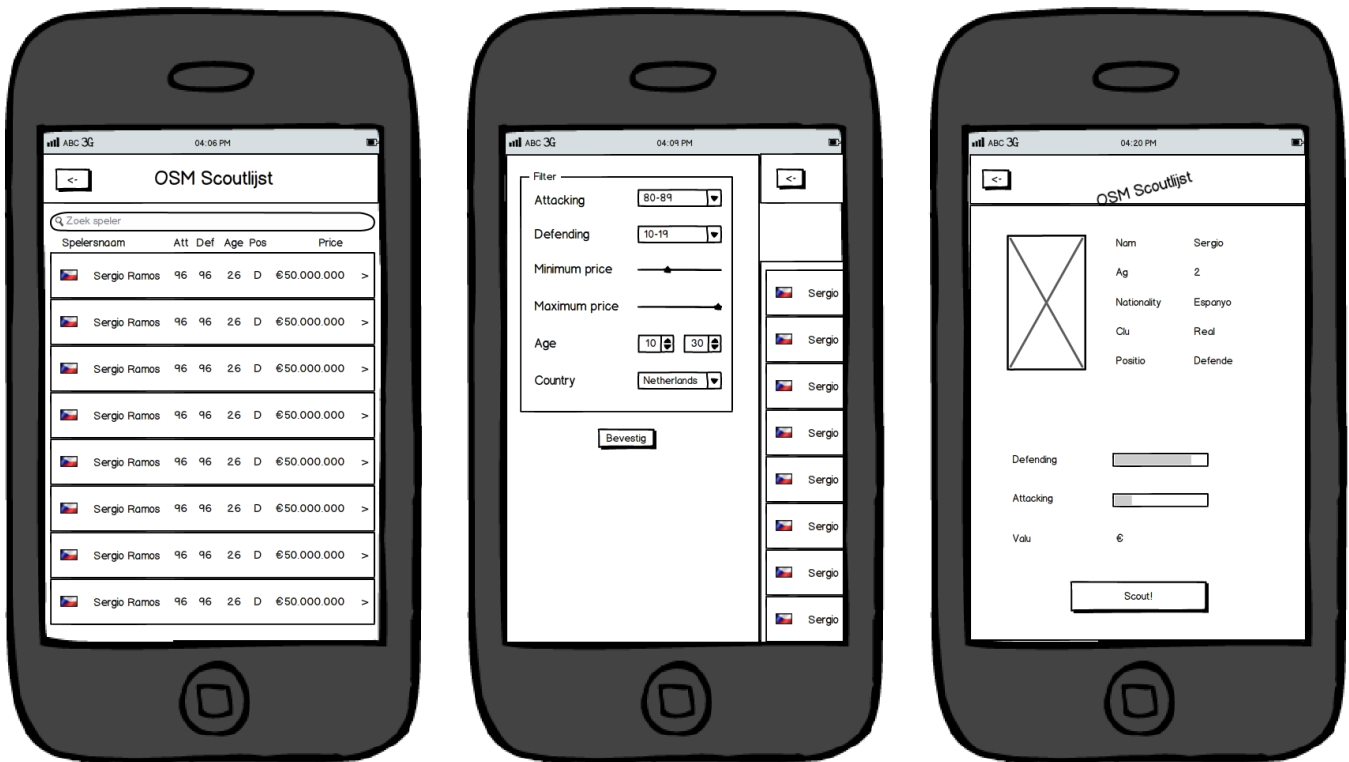 ABC 3G 04:06 PM
<- OSM Scoutlijst
Zoek speler
Spelersnaam Att Def Age Pos Price
Sergio Ramos 96 96 26 D €50.000.000 >
Sergio Ramos 96 96 26 D €50.000.000 >
Sergio Ramos 96 96 26 D €50.000.000 >
Sergio Ramos 96 96 26 D €50.000.000 >
Sergio Ramos 96 96 26 D €50.000.000 >
Sergio Ramos 96 96 26 D €50.000.000 >
Sergio Ramos 96 96 26 D €50.000.000 >
Sergio Ramos 96 96 26 D €50.000.000 >
ABC 3G 04:09 PM
Filter
Attacking 80-89
Defending 10-19
Minimum price
Maximum price
Age 10 30
Country Netherlands
Bevestig
<-
Sergio
Sergio
Sergio
Sergio
Sergio
Sergio
Sergio
Sergio
ABC 3G 04:20 PM
<- OSM Scoutlijst
Nam Sergio
Ag 2
Nationality Espanyo
Clu Real
Positio Defende
Defending
Attacking
Valu €
Scout!